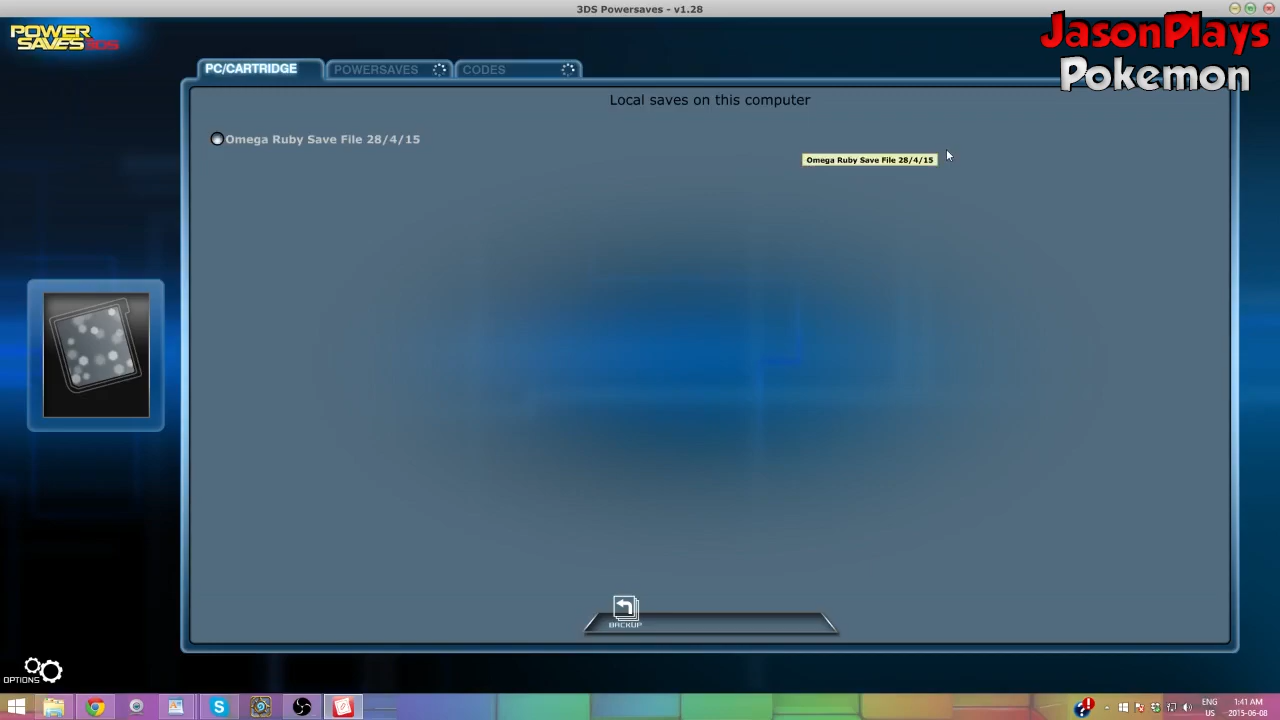 3DS Powersaves - v1.28
POWER
SAVES3DS
JasonPlays
Pokemon
PC/CARTRIDGE
POWERSAVES
CODES
Local saves on this computer
Omega Ruby Save File 28/4/15
Omega Ruby Save File 28/4/15
BACKUP
OPTIONS
ENG
US
1:41 AM
2015-06-08